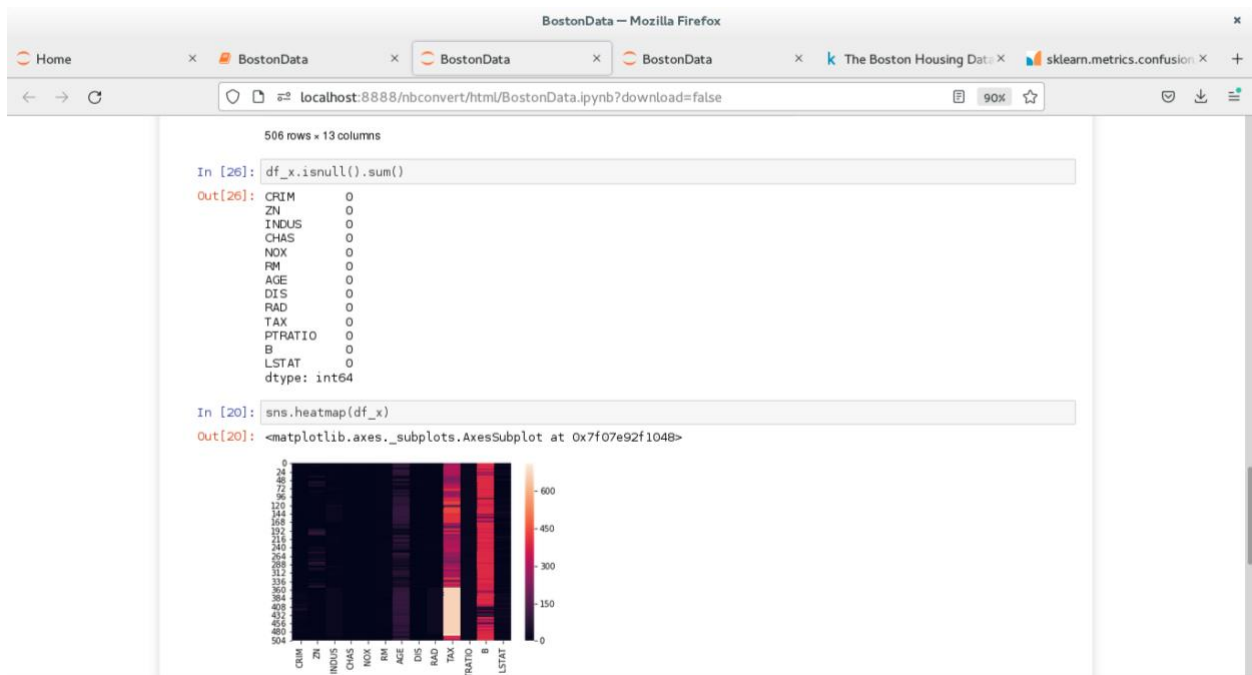 BostonData — Mozilla Firefox
Home
BostonData
BostonData
BostonData
The Boston Housing Dat
sklearn.metrics.confusion
localhost:8888/nbconvert/html/BostonData.ipynb?download=false
90%
506 rows × 13 columns
In [26]: df_x.isnull().sum()
Out[26]: CRIM 0
ZN 0
INDUS 0
CHAS 0
NOX 0
RM 0
AGE 0
DIS 0
RAD 0
TAX 0
PTRATIO 0
B 0
LSTAT 0
dtype: int64
In [20]: sns.heatmap(df_x)
Out[20]: <matplotlib.axes._subplots.AxesSubplot at 0x7f07e92f1048>
0
24
48
72
96
120
144
168
192
216
240
264
288
312
336
360
384
408
432
456
480
504
600
450
300
150
0
CRIM
ZN
INDUS
CHAS
NOX
RM
AGE
DIS
RAD
TAX
TRATIO
B
LSTAT